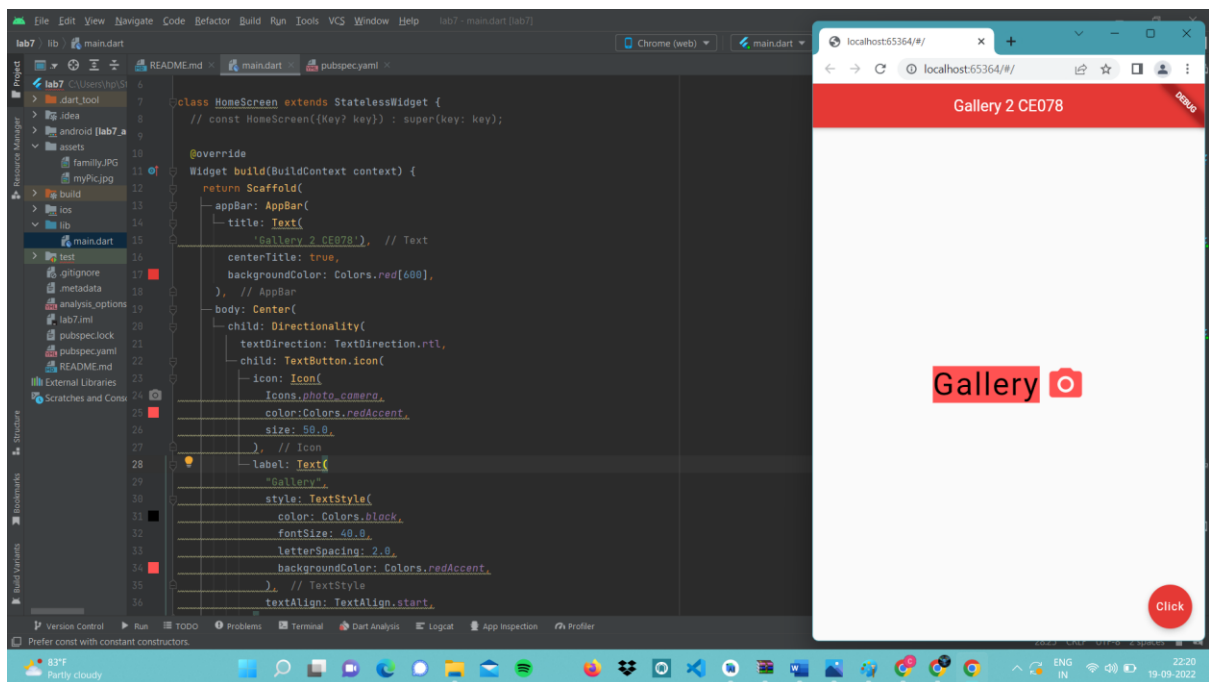 File Edit View Navigate Code Refactor Build Run Tools VCS Window Help lab7 - main.dart [lab7]
lab7 lib main.dart
Chrome (web) main.dart
Project
README.md main.dart pubspec.yaml
lab7 C:\Users\hp\St
.dart_tool
.idea
android [lab7_a
assets
familly.JPG
myPic.jpg
build
ios
lib
main.dart
test
.gitignore
.metadata
analysis_options
lab7.iml
pubspec.lock
pubspec.yaml
README.md
External Libraries
Scratches and Conso
Resource Manager
Structure
Bookmarks
Build Variants
6
7 class HomeScreen extends StatelessWidget {
8 // const HomeScreen({Key? key}) : super(key: key);
9
10 @override
11 Widget build(BuildContext context) {
12 return Scaffold(
13 appBar: AppBar(
14 title: Text(
15 'Gallery 2 CE078'), // Text
16 centerTitle: true,
17 backgroundColor: Colors.red[600],
18 ), // AppBar
19 body: Center(
20 child: Directionality(
21 textDirection: TextDirection.rtl,
22 child: TextButton.icon(
23 icon: Icon(
24 Icons.photo_camera,
25 color:Colors.redAccent,
26 size: 50.0,
27 ), // Icon
28 label: Text(
29 "Gallery",
30 style: TextStyle(
31 color: Colors.black,
32 fontSize: 40.0,
33 letterSpacing: 2.0,
34 backgroundColor: Colors.redAccent,
35 ), // TextStyle
36 textAlign: TextAlign.start,
Version Control Run TODO Problems Terminal Dart Analysis Logcat App Inspection Profiler
Prefer const with constant constructors.
localhost:65364/#/
localhost:65364/#/
Gallery 2 CE078
DEBUG
Gallery
Click
83°F
Partly cloudy
ENG
IN
22:20
19-09-2022